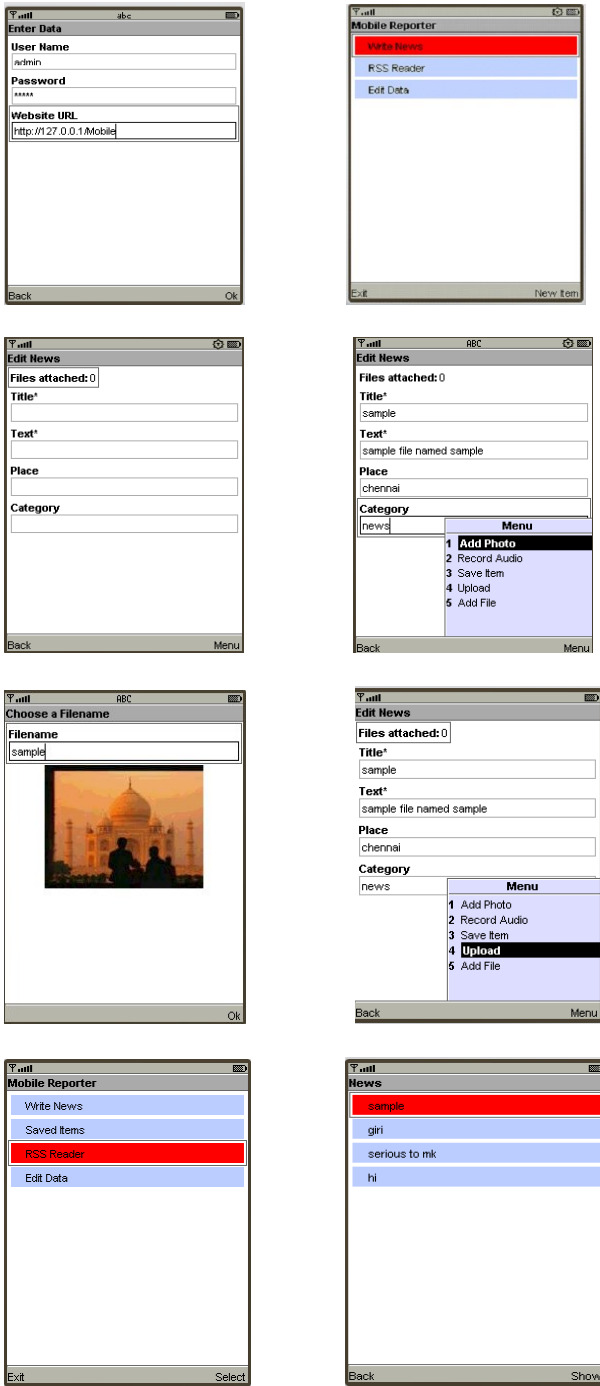 abc
Enter Data
User Name
admin
Password
*****
Website URL
http://127.0.0.1/Mobile
Back Ok
Mobile Reporter
Write News
RSS Reader
Edit Data
Exit New Item
Edit News
Files attached: 0
Title*
Text*
Place
Category
Back Menu
ABC
Edit News
Files attached: 0
Title*
sample
Text*
sample file named sample
Place
chennai
Category
news
Menu
1 Add Photo
2 Record Audio
3 Save Item
4 Upload
5 Add File
Back Menu
ABC
Choose a Filename
Filename
sample
Ok
Edit News
Files attached: 0
Title*
sample
Text*
sample file named sample
Place
chennai
Category
news
Menu
1 Add Photo
2 Record Audio
3 Save Item
4 Upload
5 Add File
Back Menu
Mobile Reporter
Write News
Saved Items
RSS Reader
Edit Data
Exit Select
News
sample
giri
serious to mk
hi
Back Show